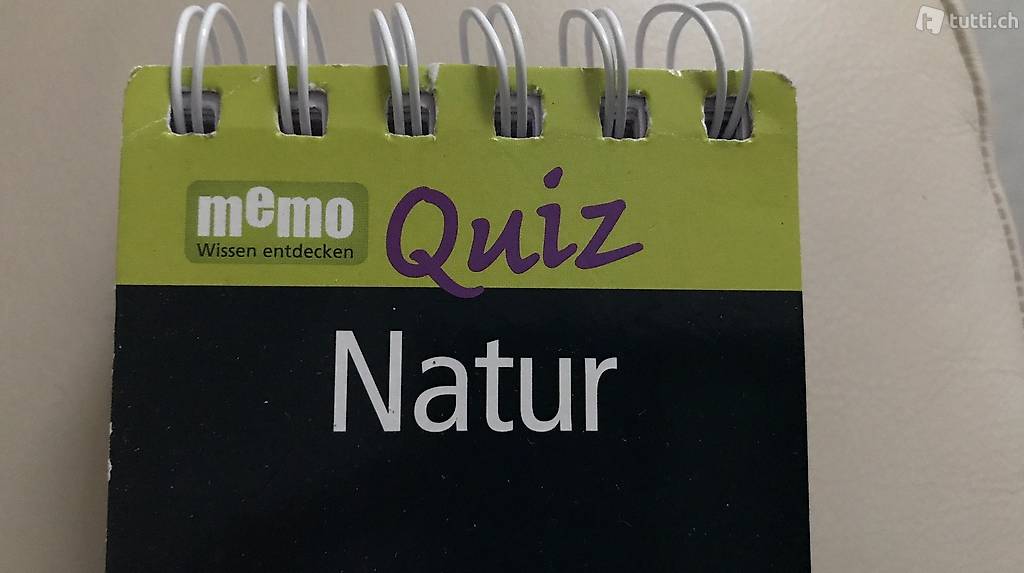 tutti.ch
memo
Wissen entdecken
Quiz
Natur